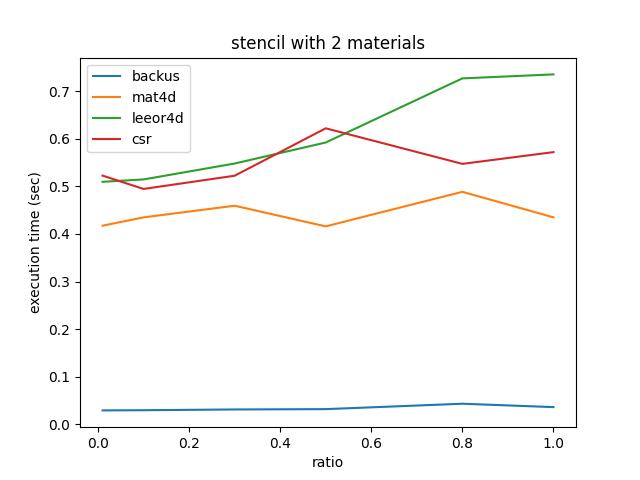 stencil with 2 materials
backus
mat4d
leeor4d
csr
execution time (sec)
0.7
0.6
0.5
0.4
0.3
0.2
0.1
0.0
0.0 0.2 0.4 0.6 0.8 1.0
ratio